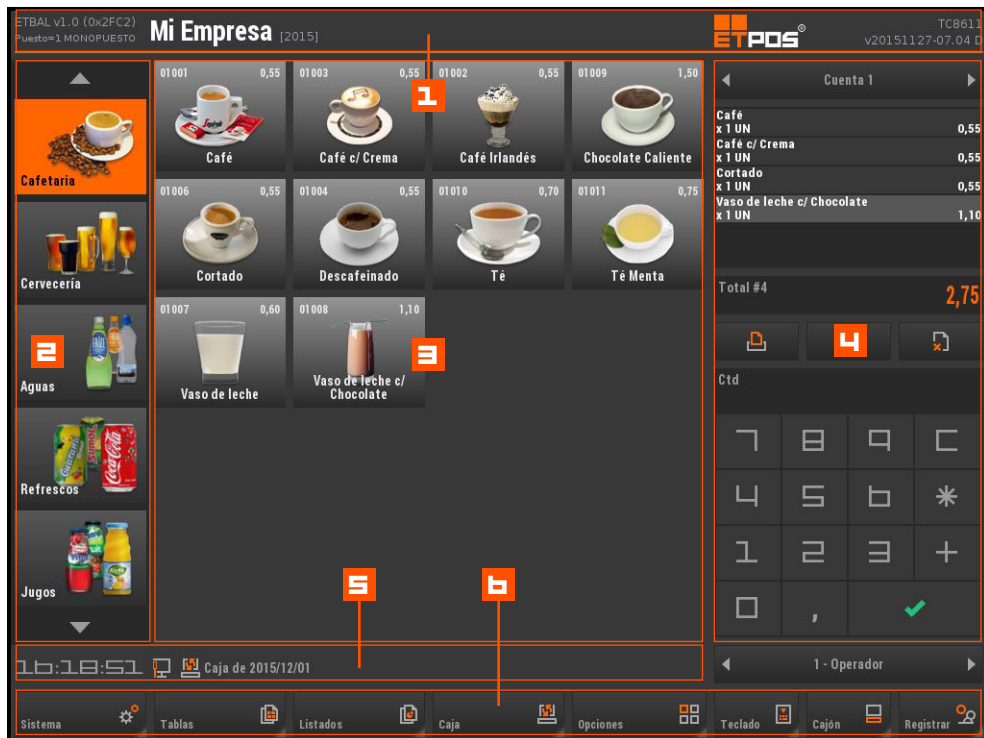 ETBAL v1.0 (0x2FC2)
Puesto=1 MONOPUESTO
Mi Empresa [2015]
ETPOS®
TC8611
v20151127-07.04 D
1
Cafetaria
Cervecería
2
Aguas
Refrescos
Jugos
01001 0,55
Café
01003 0,55
Café c/ Crema
01002 0,55
Café Irlandés
01009 1,50
Chocolate Caliente
01006 0,55
Cortado
01004 0,55
Descafeinado
01010 0,70
Té
01011 0,75
Té Menta
01007 0,60
Vaso de leche
01008 1,10
Vaso de leche c/
Chocolate
3
Cuenta 1
Café
x 1 UN 0,55
Café c/ Crema
x 1 UN 0,55
Cortado
x 1 UN 0,55
Vaso de leche c/ Chocolate
x 1 UN 1,10
Total #4 2,75
4
Ctd
7 8 9 C
4 5 6 *
1 2 3 +
0 ,
1 - Operador
5
6
16:18:51 Caja de 2015/12/01
Sistema Tablas Listados Caja Opciones Teclado Cajón Registrar